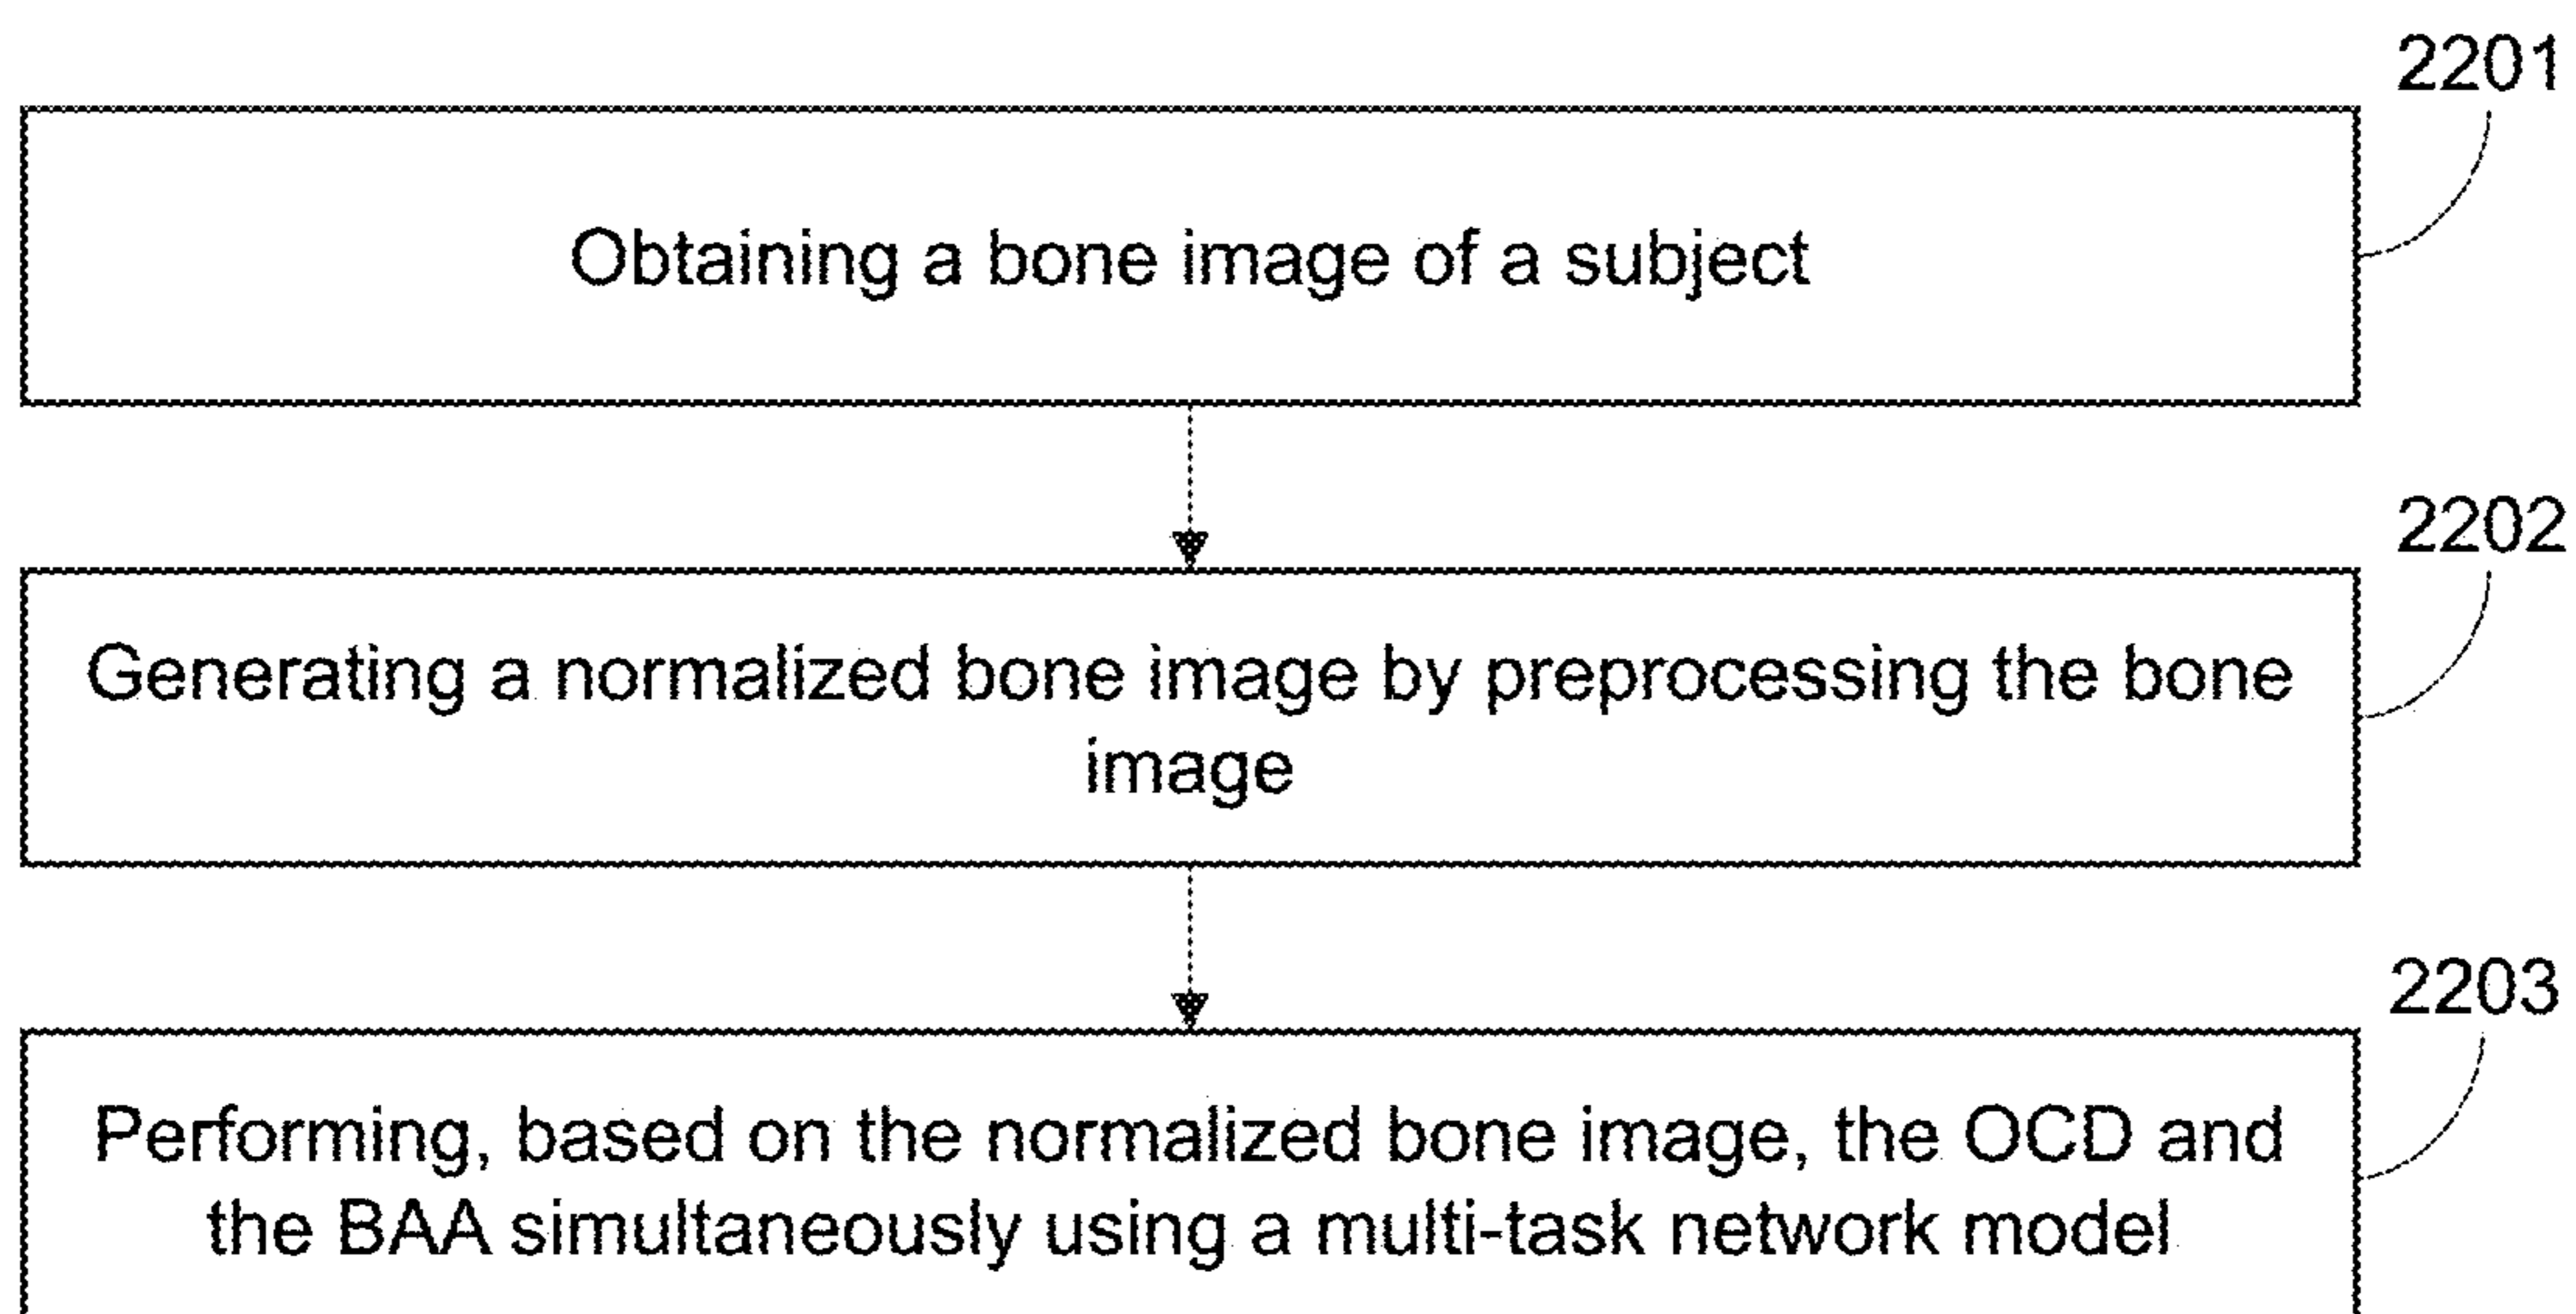 2201
Obtaining a bone image of a subject
2202
Generating a normalized bone image by preprocessing the bone
image
2203
Performing, based on the normalized bone image, the OCD and
the BAA simultaneously using a multi-task network model